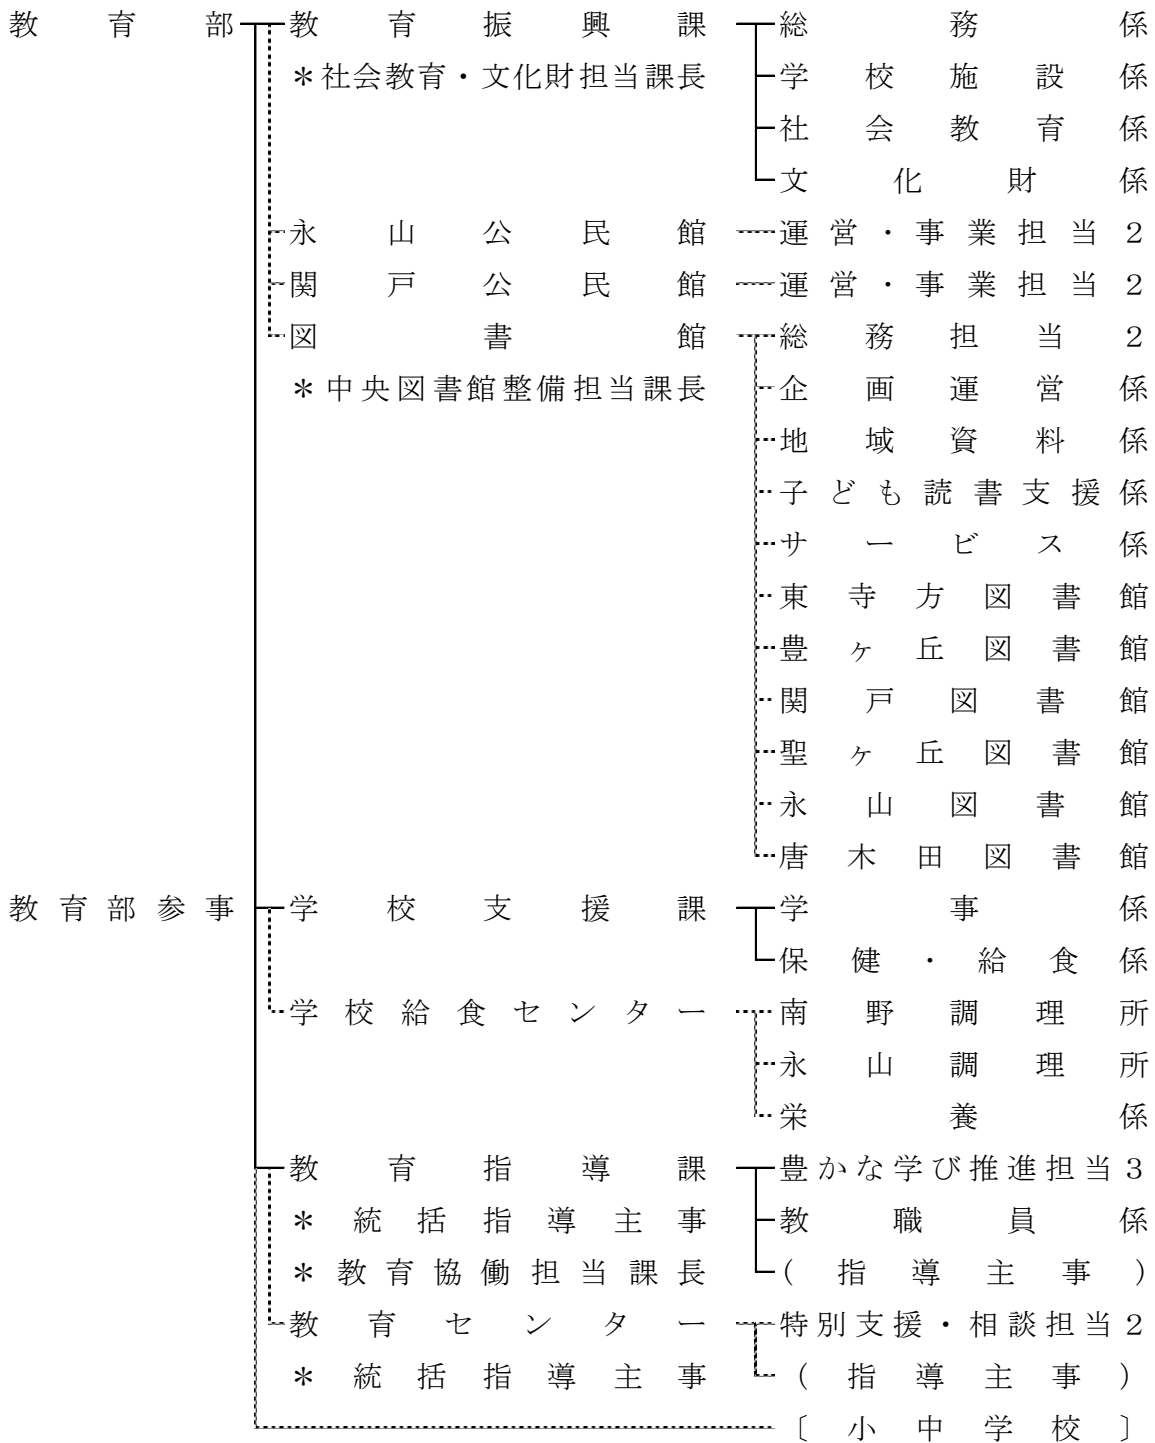 教育部 教育振興課 総務係
＊社会教育・文化財担当課長 学校施設係
社会教育係
文化財係
永山公民館 運営・事業担当２
関戸公民館 運営・事業担当２
図書館 総務担当２
＊中央図書館整備担当課長 企画運営係
地域資料係
子ども読書支援係
サービス係
東寺方図書館
豊ヶ丘図書館
関戸図書館
聖ヶ丘図書館
永山図書館
唐木田図書館
教育部参事 学校支援課 学事係
保健・給食係
学校給食センター 南野調理所
永山調理所
栄養係
教育指導課 豊かな学び推進担当３
＊統括指導主事 教職員係
＊教育協働担当課長 （指導主事）
教育センター 特別支援・相談担当２
＊統括指導主事 （指導主事）
〔小中学校〕